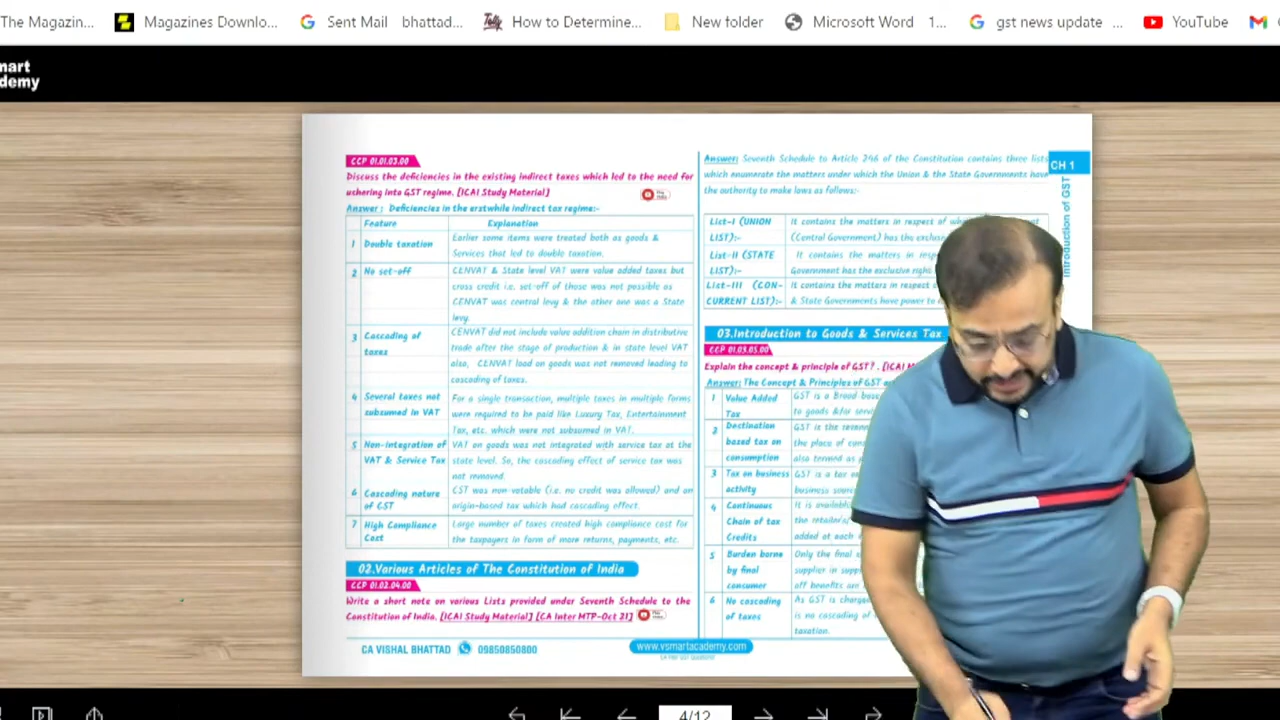 The Magazin...
Magazines Downlo...
Sent Mail bhattad...
How to Determine...
New folder
Microsoft Word 1...
gst news update ...
YouTube
mart
demy
CCP 01.01.03.00
Discuss the deficiencies in the existing indirect taxes which led to the need for
ushering into GST regime. [ICAI Study Material]
Answer: Deficiencies in the erstwhile indirect tax regime:-
Feature Explanation
1 Double taxation Earlier some items were treated both as goods &
Services that led to double taxation.
2 No set-off CENVAT & State level VAT were value added taxes but
cross credit i.e. set-off of those was not possible as
CENVAT was central levy & the other one was a State
levy.
3 Cascading of CENVAT did not include value addition chain in distributive
taxes trade after the stage of production & in state level VAT
also, CENVAT load on goods was not removed leading to
cascading of taxes.
4 Several taxes not For a single transaction, multiple taxes in multiple forms
subsumed in VAT were required to be paid like Luxury Tax, Entertainment
Tax, etc. which were not subsumed in VAT.
5 Non-integration of VAT on goods was not integrated with service tax at the
VAT & Service Tax state level. So, the cascading effect of service tax was
not removed.
6 Cascading nature CST was non-vatable (i.e. no credit was allowed) and an
of CST origin-based tax which had cascading effect.
7 High Compliance Large number of taxes created high compliance cost for
Cost the taxpayers in form of more returns, payments, etc.
02.Various Articles of The Constitution of India
CCP 01.02.04.00
Write a short note on various Lists provided under Seventh Schedule to the
Constitution of India. [ICAI Study Material] [CA Inter MTP-Oct 21]
CA VISHAL BHATTAD 09850850800
www.vsmartacademy.com
Answer: Seventh Schedule to Article 246 of the Constitution contains three lists
which enumerate the matters under which the Union & the State Governments have
the authority to make laws as follows:-
List-I (UNION It contains the matters in respect of
LIST):- (Central Government) has the
List-II (STATE It contains the matters in
LIST):- Government has the exclusive right
List-III (CON- It contains the matters in respect
CURRENT LIST):- & State Governments have power to
03.Introduction to Goods & Services Tax
CCP 01.03.05.00
Explain the concept & principle of GST?
Answer: The Concept & Principles of GST
1 Value Added GST is a Broad
Tax to goods &/for
2 Destination GST is the
based tax on the place of
consumption also termed as
3 Tax on business GST is a tax
activity business
4 Continuous It is
Chain of tax the
Credits added at each
5 Burden borne Only the final
by final supplier in
consumer off benefits are
6 No cascading As GST is
of taxes is no cascading of
taxation.
CH 1
Introduction of GST
4/12